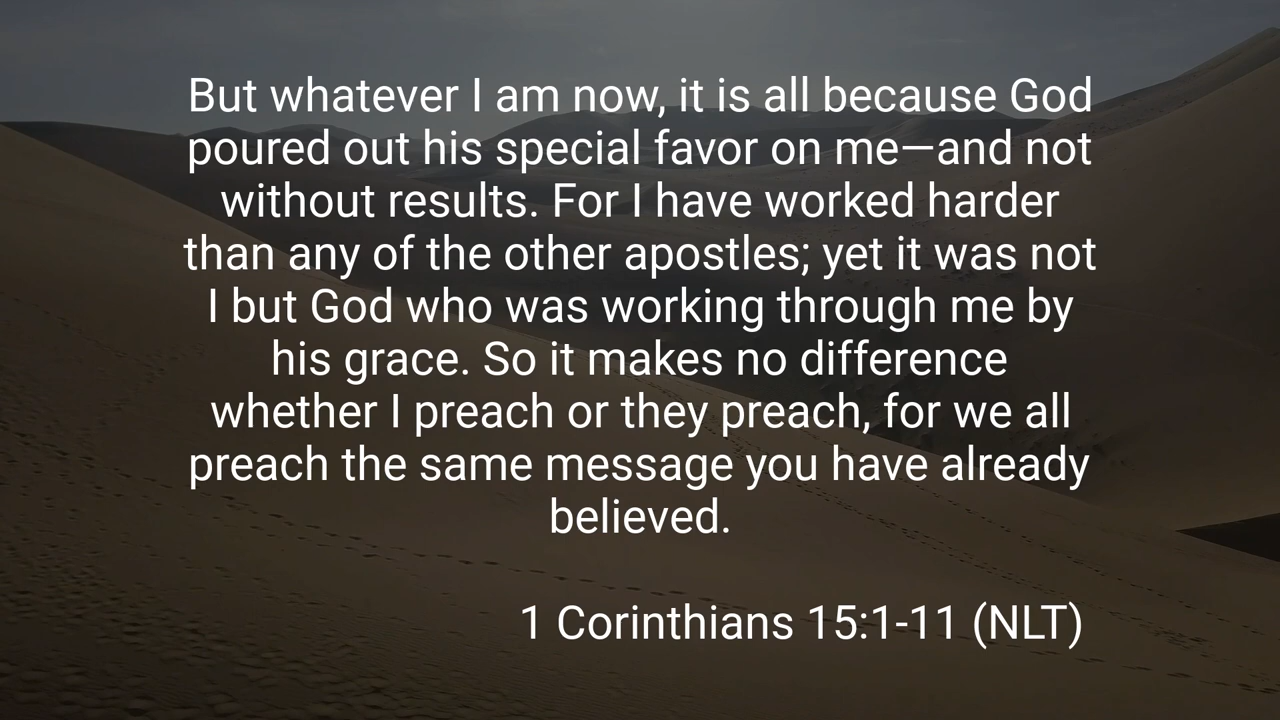 But whatever I am now, it is all because God
poured out his special favor on me—and not
without results. For I have worked harder
than any of the other apostles; yet it was not
I but God who was working through me by
his grace. So it makes no difference
whether I preach or they preach, for we all
preach the same message you have already
believed.
1 Corinthians 15:1-11 (NLT)